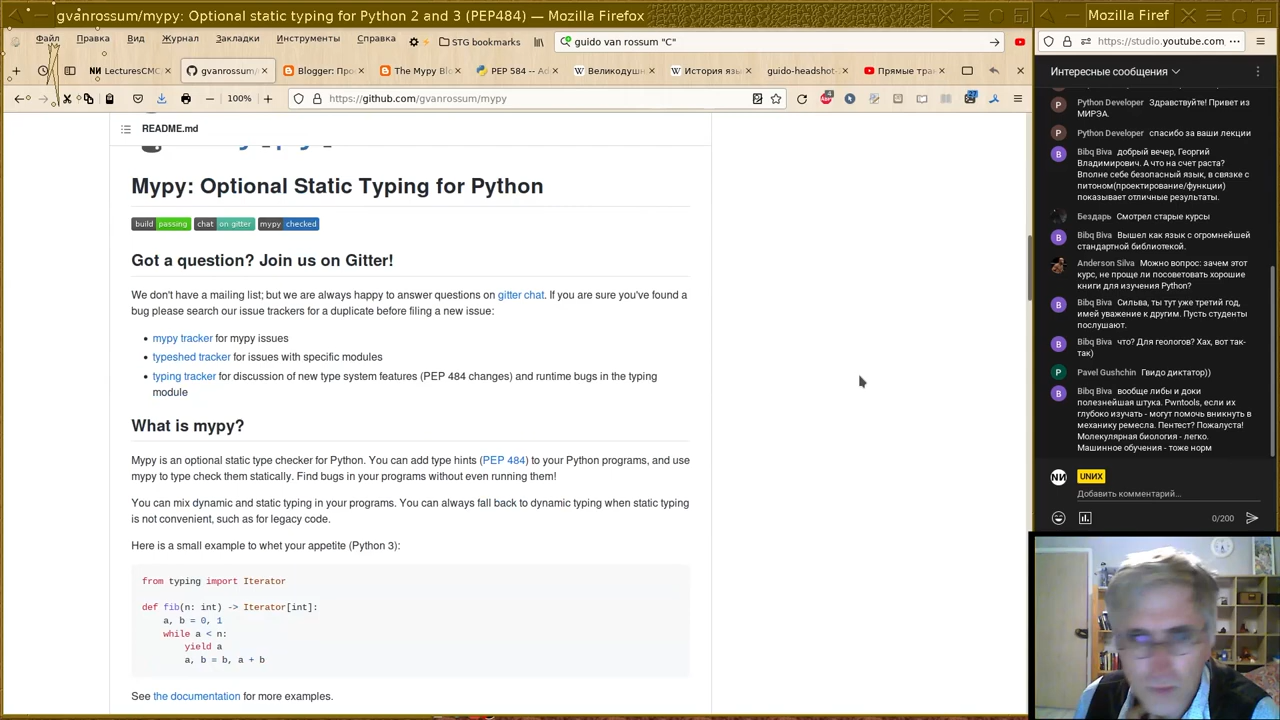 gvanrossum/mypy: Optional static typing for Python 2 and 3 (PEP484) — Mozilla Firefox
Файл Правка Вид Журнал Закладки Инструменты Справка
STG bookmarks
guido van rossum "C"
LecturesCMC
gvanrossum/
Blogger: Про
The Mypy Blo
PEP 584 -- Ad
Великодушн
История язы
guido-headshot-
Прямые тран
100%
https://github.com/gvanrossum/mypy
README.md
Mypy: Optional Static Typing for Python
build passing chat on gitter mypy checked
Got a question? Join us on Gitter!
We don't have a mailing list; but we are always happy to answer questions on gitter chat. If you are sure you've found a
bug please search our issue trackers for a duplicate before filing a new issue:
• mypy tracker for mypy issues
• typeshed tracker for issues with specific modules
• typing tracker for discussion of new type system features (PEP 484 changes) and runtime bugs in the typing
module
What is mypy?
Mypy is an optional static type checker for Python. You can add type hints (PEP 484) to your Python programs, and use
mypy to type check them statically. Find bugs in your programs without even running them!
You can mix dynamic and static typing in your programs. You can always fall back to dynamic typing when static typing
is not convenient, such as for legacy code.
Here is a small example to whet your appetite (Python 3):
from typing import Iterator
def fib(n: int) -> Iterator[int]:
a, b = 0, 1
while a < n:
yield a
a, b = b, a + b
See the documentation for more examples.
Mozilla Firef
https://studio.youtube.com
Интересные сообщения
Python Developer Здравствуйте! Привет из
МИРЭА.
Python Developer спасибо за ваши лекции
Bibq Biva добрый вечер, Георгий
Владимирович. А что на счет раста?
Вполне себе безопасный язык, в связке с
питоном(проектирование/функции)
показывает отличные результаты.
Бездарь Смотрел старые курсы
Bibq Biva Вышел как язык с огромнейшей
стандартной библиотекой.
Anderson Silva Можно вопрос: зачем этот
курс, не проще ли посоветовать хорошие
книги для изучения Python?
Bibq Biva Сильва, ты тут уже третий год,
имей уважение к другим. Пусть студенты
послушают.
Bibq Biva что? Для геологов? Хах, вот так-
так)
Pavel Gushchin Гвидо диктатор))
Bibq Biva вообще либы и доки
полезнейшая штука. Pwntools, если их
глубоко изучать - могут помочь вникнуть в
механику ремесла. Пентест? Пожалуйста!
Молекулярная биология - легко.
Машинное обучения - тоже норм
UNИX
Добавить комментарий...
0/200